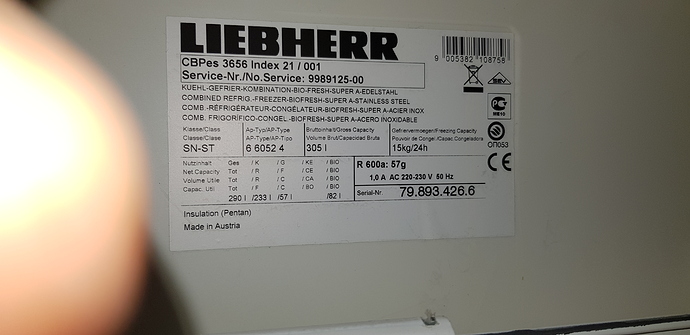 LIEBHERR
9 005382 108758
CBPes 3656 Index 21 / 001
Service-Nr./No.Service: 9989125-00
KUEHL-GEFRIER-KOMBINATION-BIO-FRESH-SUPER A-EDELSTAHL
COMBINED REFRIG.-FREEZER-BIOFRESH-SUPER A-STAINLESS STEEL
COMB.-RÉFRIGÉRATEUR-CONGÉLATEUR-BIOFRESH-SUPER A-ACIER INOX
COMB. FRIGORÍFICO-CONGEL.-BIOFRESH-SUPER A-ACERO INOXIDABLE
Klasse/Class Ap-Typ/AP-Type Bruttoinhalt/Gross Capacity Gefriervermoegen/Freezing Capacity
Classe/Clase AP-Type/AP-Tipo Volume Brut/Capacidad Bruta Pouvoir de Congel./Capac.Congeladora
SN-ST 6 6052 4 305 l 15kg/24h
Nutzinhalt Ges / K / G / KE / BIO
Net Capacity Tot / R / F / CE / BIO
Volume Utile Tot / R / C / CA / BIO
Capac. Util Tot / F / C / BO / BIO
290 l /233 l /57 l /82 l
R 600a: 57g
1,0 A AC 220-230 V 50 Hz
Serial-Nr 79.893.426.6
Insulation (Pentan)
Made in Austria
ME10
ОП053
CE